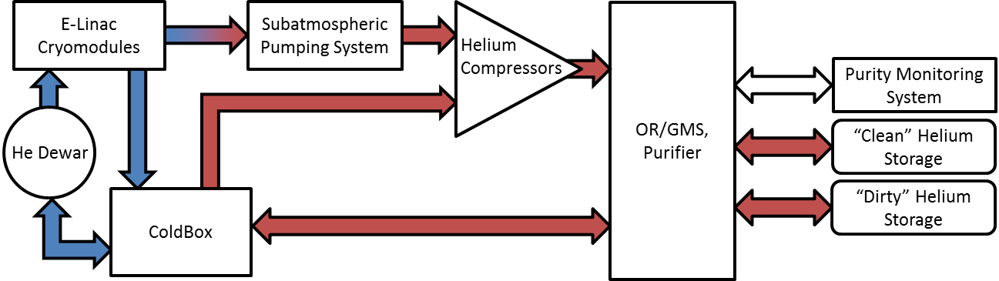 E-Linac
Cryomodules
Subatmospheric
Pumping System
Helium
Compressors
He Dewar
ColdBox
OR/GMS,
Purifier
Purity Monitoring
System
“Clean” Helium
Storage
“Dirty” Helium
Storage